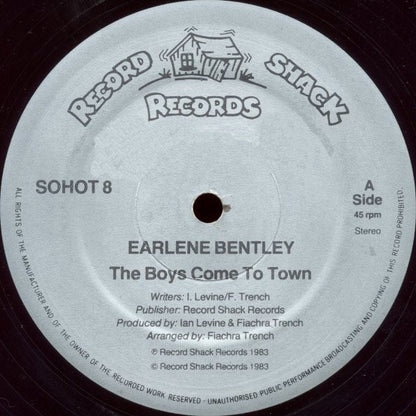 RECORD SHACK
RECORDS
SOHOT 8
A
Side
45 rpm
Stereo
EARLENE BENTLEY
The Boys Come To Town
Writers: I. Levine/F. Trench
Publisher: Record Shack Records
Produced by: Ian Levine & Fiachra Trench
Arranged by: Fiachra Trench
℗ Record Shack Records 1983
© Record Shack Records 1983
ALL RIGHTS OF THE MANUFACTURER AND OF THE OWNER OF THE RECORDED WORK RESERVED - UNAUTHORISED PUBLIC PERFORMANCE BROADCASTING AND COPYING OF THIS RECORD PROHIBITED.